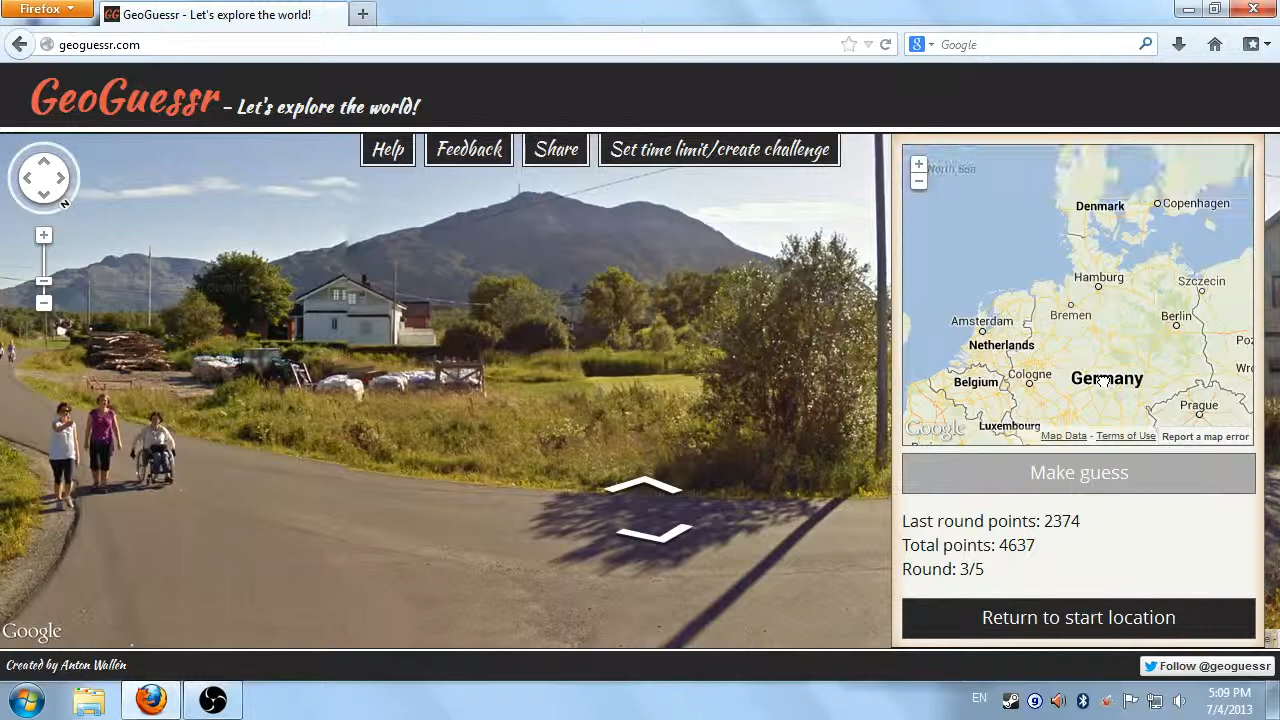 Firefox
GeoGuessr - Let's explore the world!
geoguessr.com
Google
GeoGuessr - Let's explore the world!
Help
Feedback
Share
Set time limit/create challenge
North Sea
Denmark
Copenhagen
Hamburg
Szczecin
Bremen
Amsterdam
Berlin
Netherlands
Poz
Wro
Belgium
Cologne
Germany
Prague
Luxembourg
Google
Map Data - Terms of Use
Report a map error
Make guess
Last round points: 2374
Total points: 4637
Round: 3/5
Return to start location
Google
Created by Anton Wallén
Follow @geoguessr
EN
5:09 PM
7/4/2013